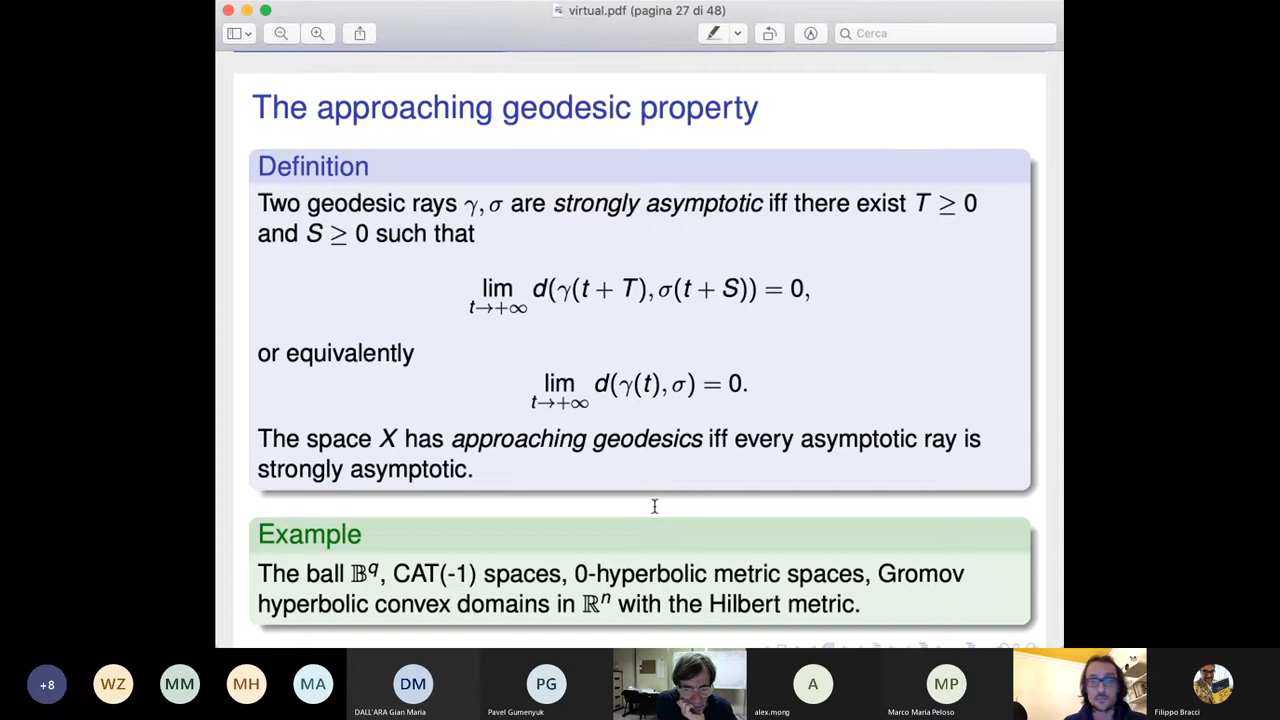 virtual.pdf (pagina 27 di 48)
Cerca
The approaching geodesic property
Definition
Two geodesic rays γ, σ are strongly asymptotic iff there exist T ≥ 0
and S ≥ 0 such that
lim t→+∞ d(γ(t + T), σ(t + S)) = 0,
or equivalently
lim t→+∞ d(γ(t), σ) = 0.
The space X has approaching geodesics iff every asymptotic ray is
strongly asymptotic.
Example
The ball 𝔹^q, CAT(-1) spaces, 0-hyperbolic metric spaces, Gromov
hyperbolic convex domains in ℝ^n with the Hilbert metric.
+8 WZ MM MH MA DM PG A MP
DALL'ARA Gian Maria Pavel Gumenyuk alex.mong Marco Maria Peloso Filippo Bracci